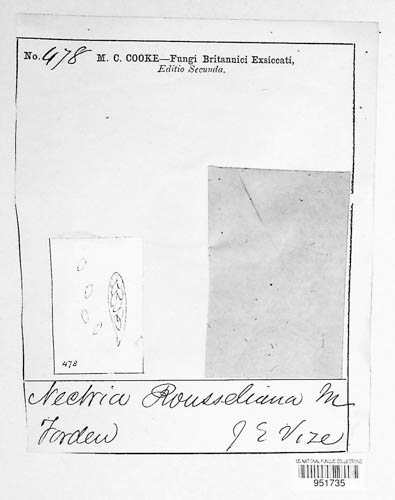 No. 478 M. C. COOKE—Fungi Britannici Exsiccati,
Editio Secunda.
478
Nectria Rousseliana M
Forden J E Vize
US NATIONAL FUNGUS COLLECTIONS
951735